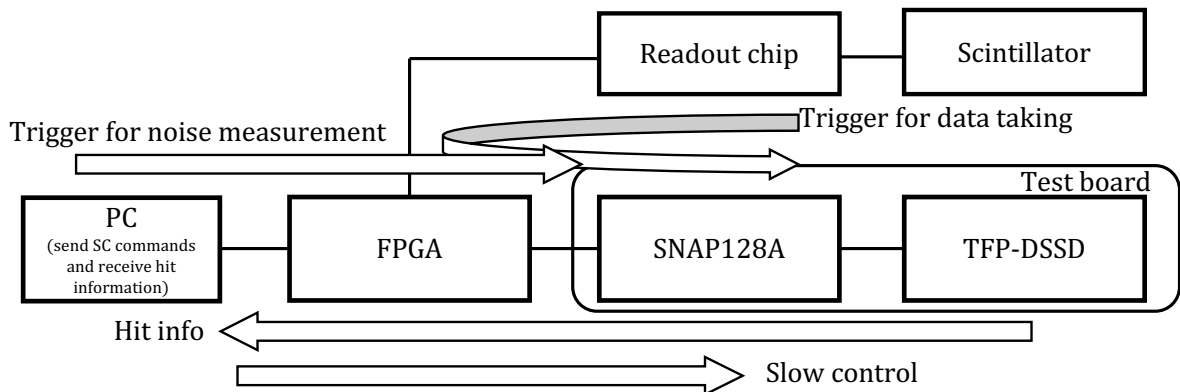 Readout chip
Scintillator
Trigger for data taking
Trigger for noise measurement
Test board
PC
(send SC commands
and receive hit
information)
FPGA
SNAP128A
TFP-DSSD
Hit info
Slow control